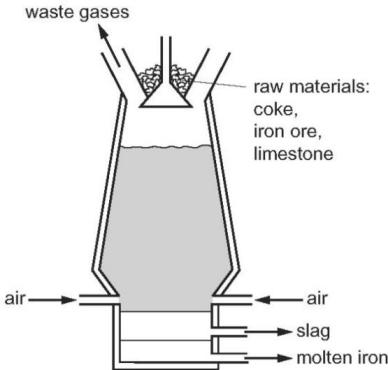 waste gases
raw materials:
coke,
iron ore,
limestone
air
air
slag
molten iron